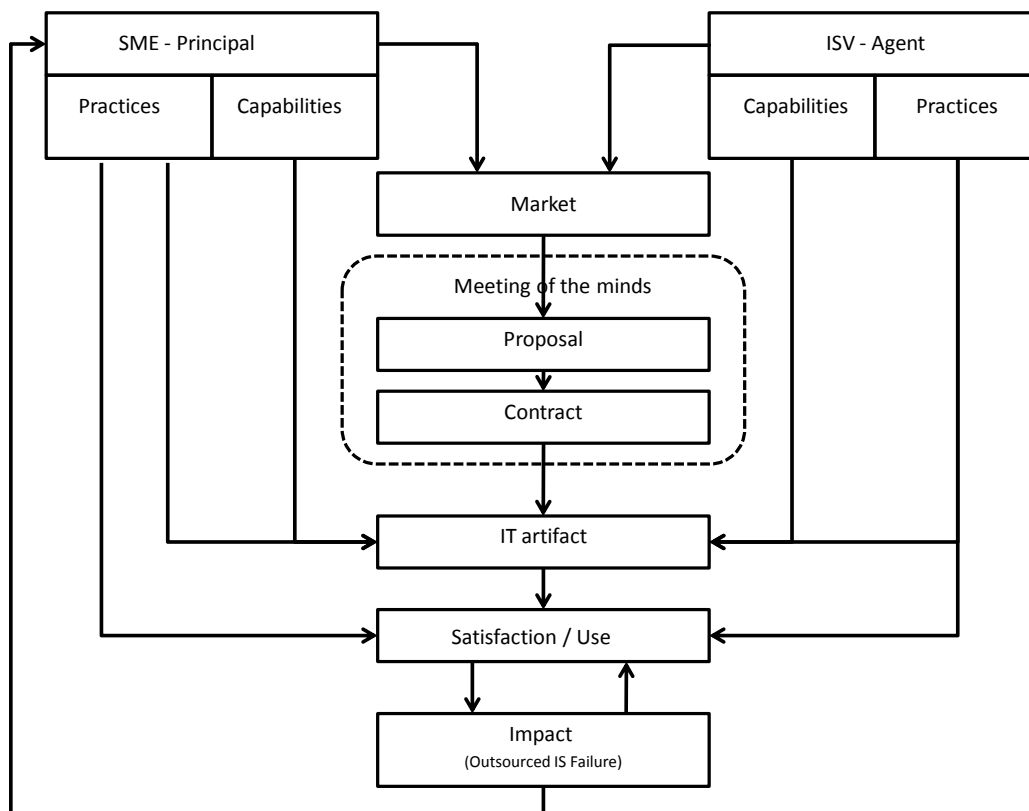 SME - Principal
ISV - Agent
Practices
Capabilities
Capabilities
Practices
Market
Meeting of the minds
Proposal
Contract
IT artifact
Satisfaction / Use
Impact
(Outsourced IS Failure)